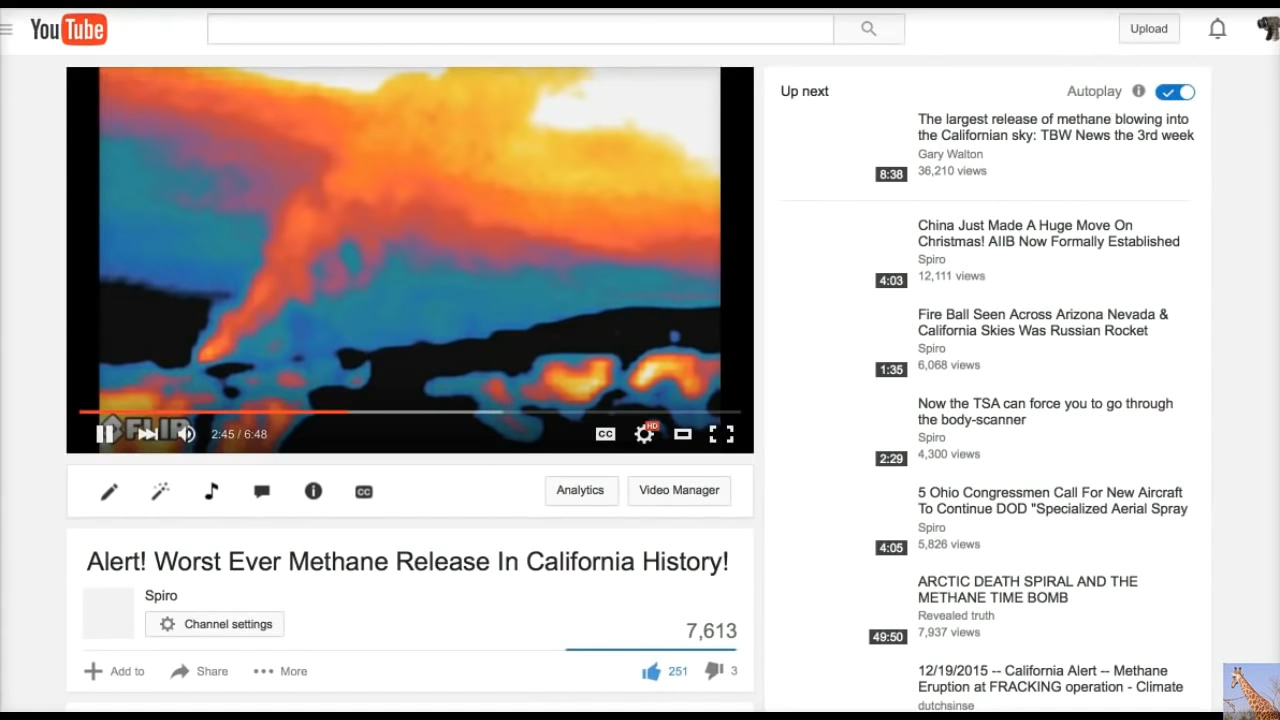 YouTube
Upload
Up next
Autoplay
The largest release of methane blowing into
the Californian sky: TBW News the 3rd week
Gary Walton
36,210 views
8:38
China Just Made A Huge Move On
Christmas! AIIB Now Formally Established
Spiro
12,111 views
4:03
Fire Ball Seen Across Arizona Nevada &
California Skies Was Russian Rocket
Spiro
6,068 views
1:35
Now the TSA can force you to go through
the body-scanner
Spiro
4,300 views
2:29
5 Ohio Congressmen Call For New Aircraft
To Continue DOD "Specialized Aerial Spray
Spiro
5,826 views
4:05
ARCTIC DEATH SPIRAL AND THE
METHANE TIME BOMB
Revealed truth
7,937 views
49:50
12/19/2015 -- California Alert -- Methane
Eruption at FRACKING operation - Climate
dutchsinse
FLIR
2:45 / 6:48
CC
HD
CC
Analytics
Video Manager
Alert! Worst Ever Methane Release In California History!
Spiro
Channel settings
7,613
Add to
Share
More
251
3